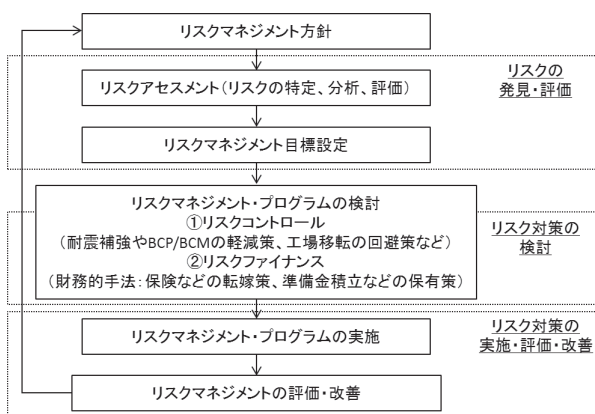 リスクマネジメント方針
リスクの
発見・評価
リスクアセスメント（リスクの特定、分析、評価）
リスクマネジメント目標設定
リスクマネジメント・プログラムの検討
①リスクコントロール
（耐震補強やBCP/BCMの軽減策、工場移転の回避策など）
②リスクファイナンス
（財務的手法：保険などの転嫁策、準備金積立などの保有策）
リスク対策の
検討
リスクマネジメント・プログラムの実施
リスク対策の
実施・評価・改善
リスクマネジメントの評価・改善